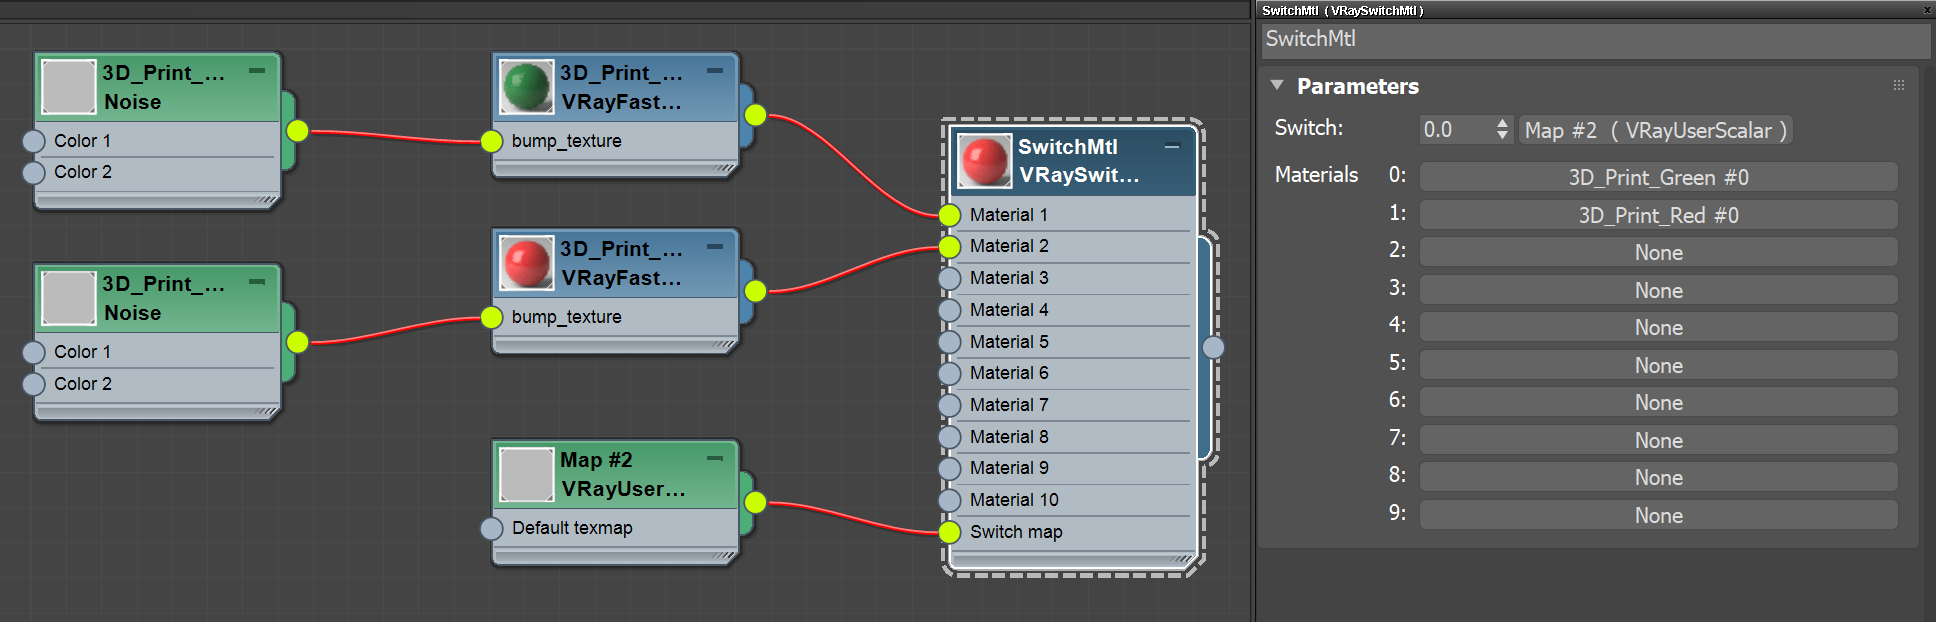 3D_Print_...
Noise
Color 1
Color 2
3D_Print_...
Noise
Color 1
Color 2
3D_Print_...
VRayFast...
bump_texture
3D_Print_...
VRayFast...
bump_texture
Map #2
VRayUser...
Default texmap
SwitchMtl
VRaySwit...
Material 1
Material 2
Material 3
Material 4
Material 5
Material 6
Material 7
Material 8
Material 9
Material 10
Switch map
SwitchMtl ( VRaySwitchMtl ) x
SwitchMtl
Parameters
Switch: 0.0 Map #2 ( VRayUserScalar )
Materials 0: 3D_Print_Green #0
1: 3D_Print_Red #0
2: None
3: None
4: None
5: None
6: None
7: None
8: None
9: None